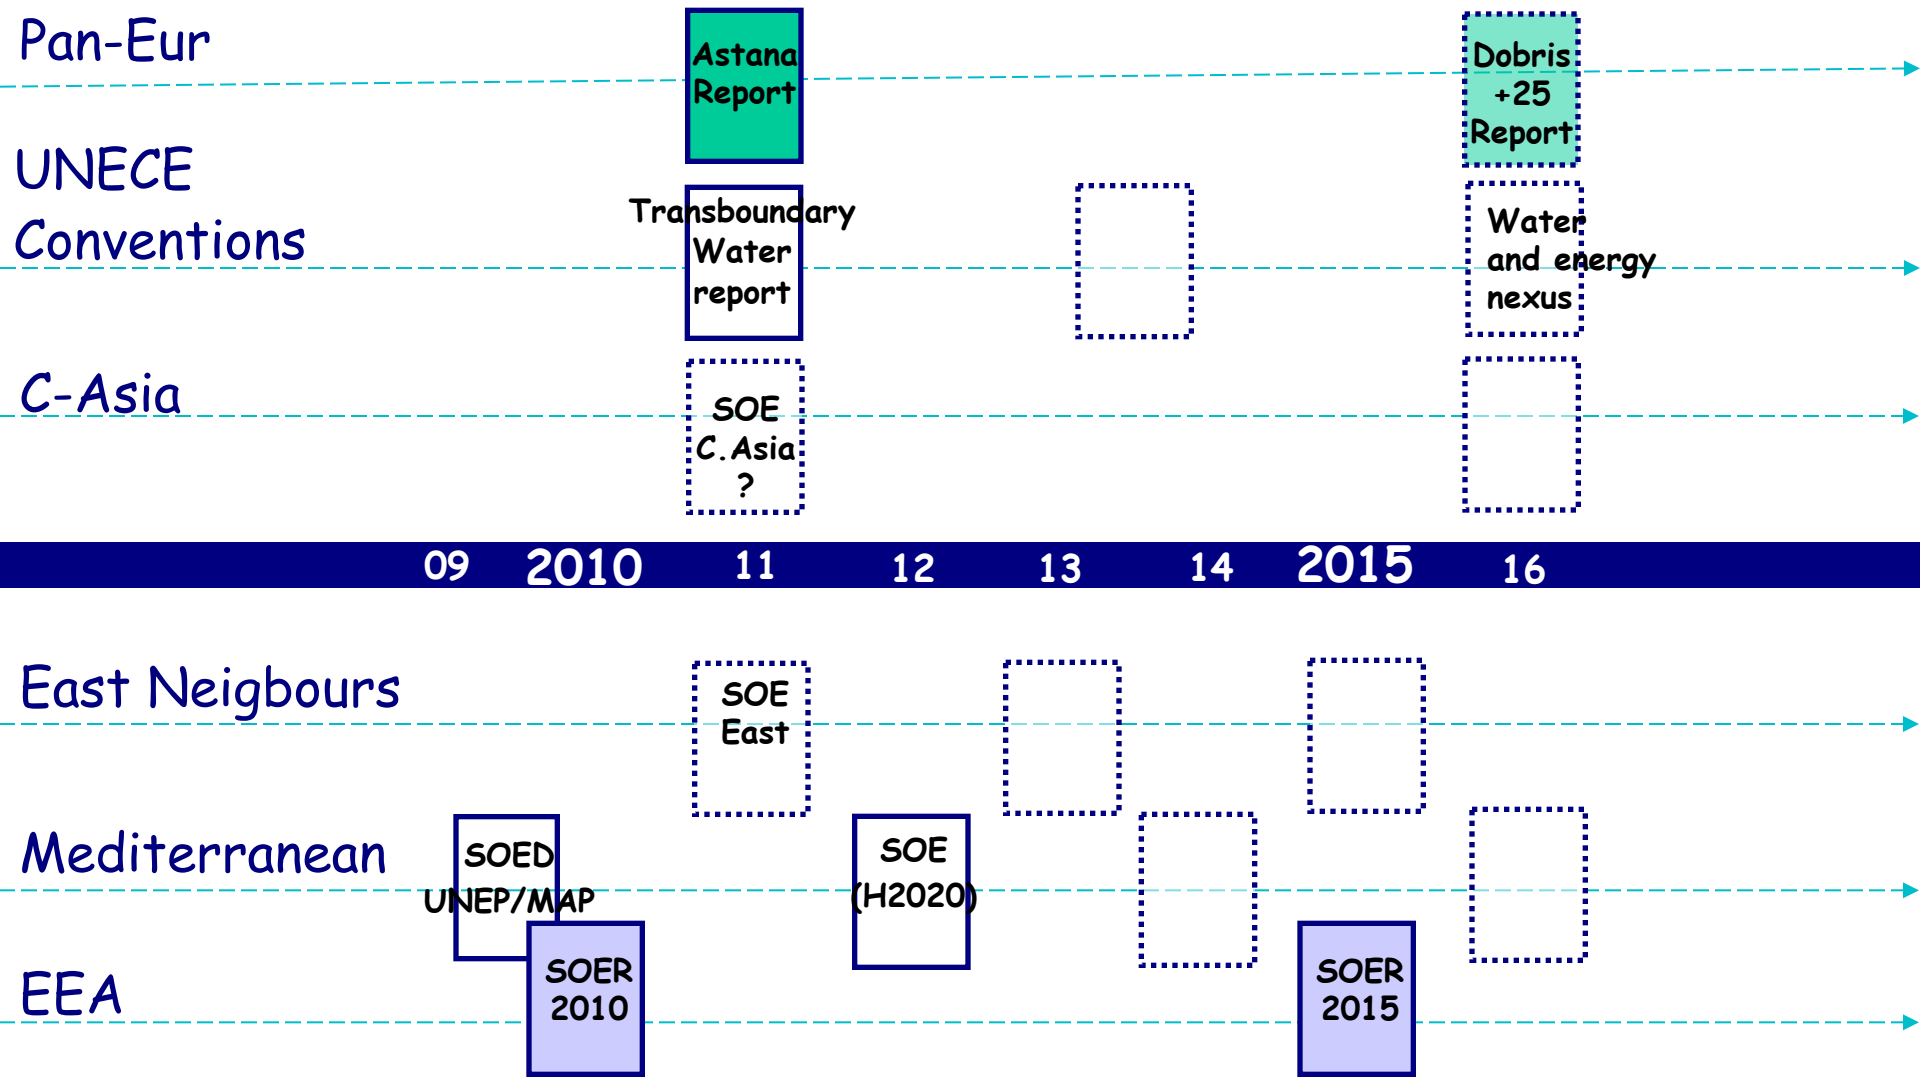 Pan-Eur
Astana
Report
Dobris
+25
Report
UNECE
Conventions
Transboundary
Water
report
Water
and energy
nexus
C-Asia
SOE
C.Asia
?
09 2010 11 12 13 14 2015 16
East Neigbours
SOE
East
Mediterranean
SOED
UNEP/MAP
SOE
(H2020)
EEA
SOER
2010
SOER
2015